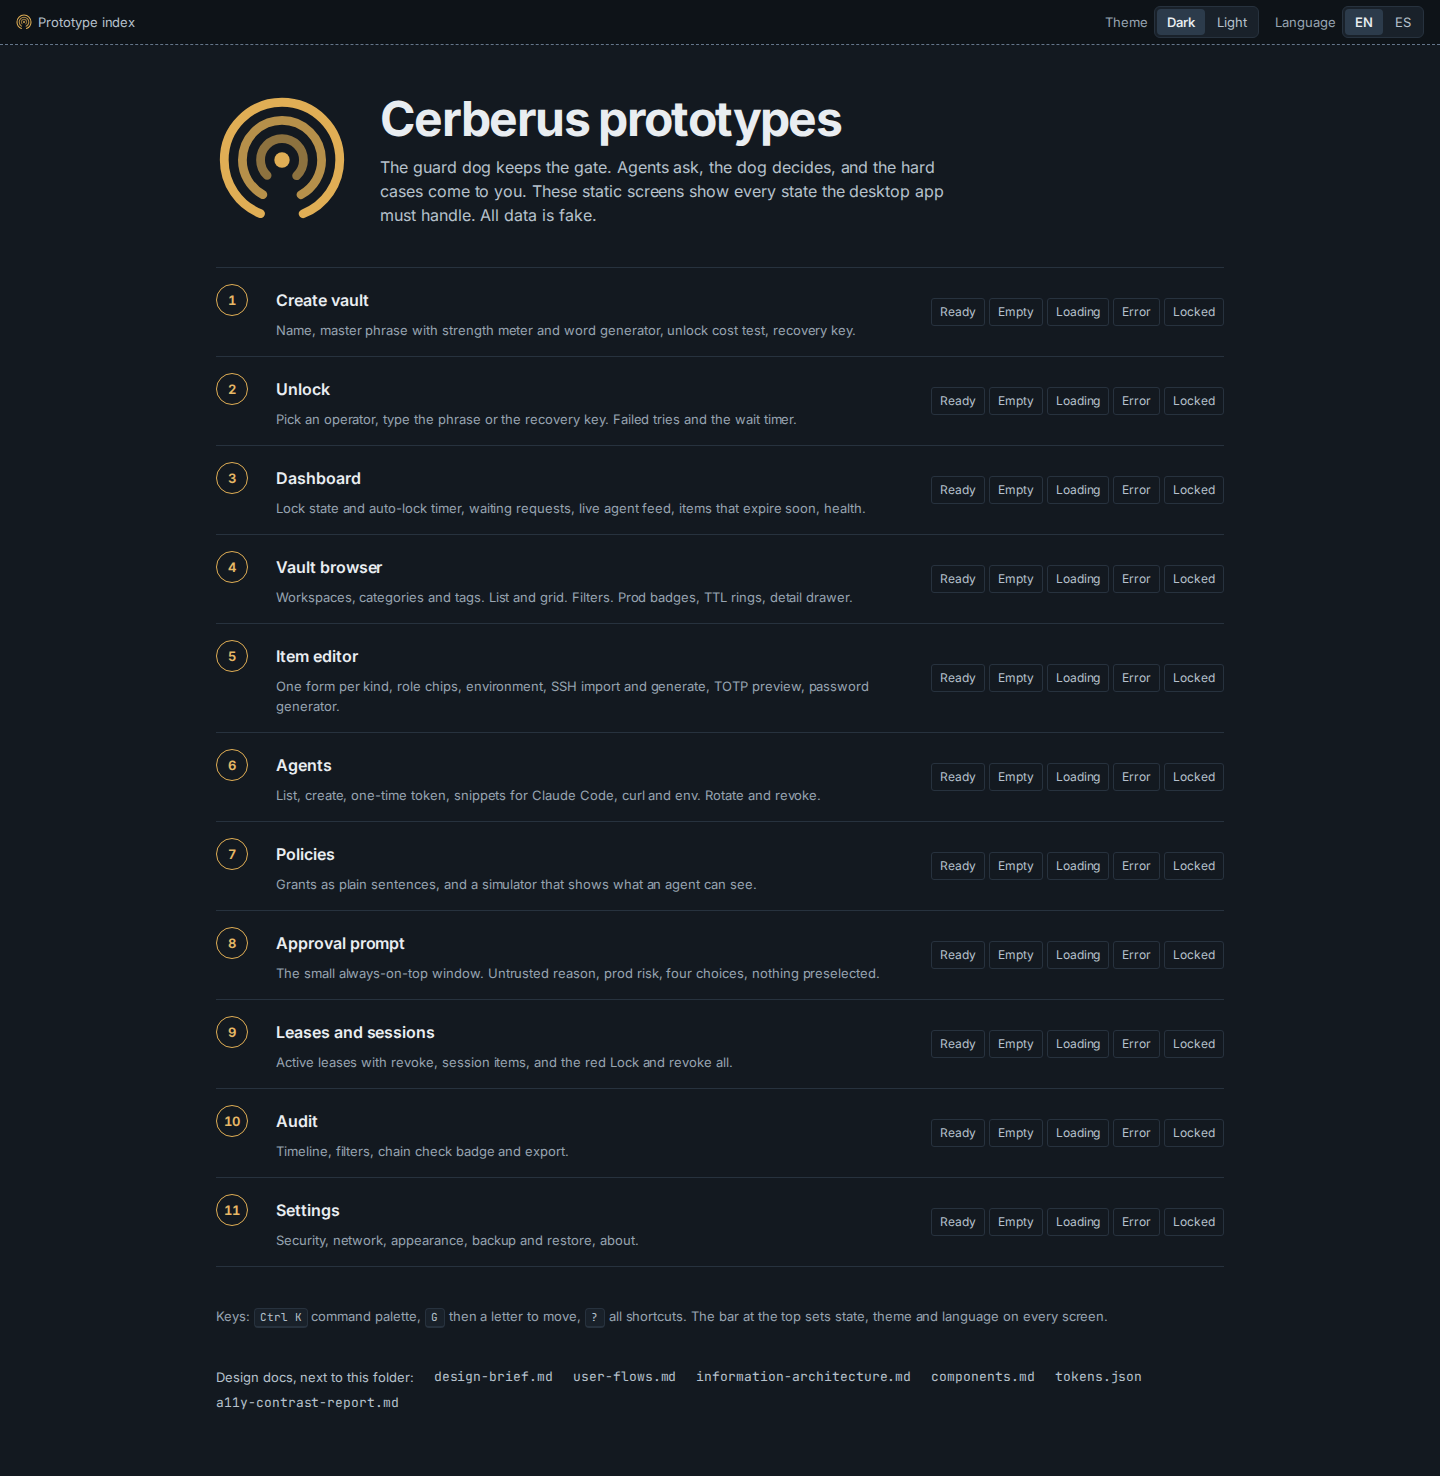 Prototype index
Theme Dark Light Language EN ES
Cerberus prototypes
The guard dog keeps the gate. Agents ask, the dog decides, and the hard
cases come to you. These static screens show every state the desktop app
must handle. All data is fake.
1 Create vault
Name, master phrase with strength meter and word generator, unlock cost test, recovery key.
Ready Empty Loading Error Locked
2 Unlock
Pick an operator, type the phrase or the recovery key. Failed tries and the wait timer.
Ready Empty Loading Error Locked
3 Dashboard
Lock state and auto-lock timer, waiting requests, live agent feed, items that expire soon, health.
Ready Empty Loading Error Locked
4 Vault browser
Workspaces, categories and tags. List and grid. Filters. Prod badges, TTL rings, detail drawer.
Ready Empty Loading Error Locked
5 Item editor
One form per kind, role chips, environment, SSH import and generate, TOTP preview, password
generator.
Ready Empty Loading Error Locked
6 Agents
List, create, one-time token, snippets for Claude Code, curl and env. Rotate and revoke.
Ready Empty Loading Error Locked
7 Policies
Grants as plain sentences, and a simulator that shows what an agent can see.
Ready Empty Loading Error Locked
8 Approval prompt
The small always-on-top window. Untrusted reason, prod risk, four choices, nothing preselected.
Ready Empty Loading Error Locked
9 Leases and sessions
Active leases with revoke, session items, and the red Lock and revoke all.
Ready Empty Loading Error Locked
10 Audit
Timeline, filters, chain check badge and export.
Ready Empty Loading Error Locked
11 Settings
Security, network, appearance, backup and restore, about.
Ready Empty Loading Error Locked
Keys: Ctrl K command palette, G then a letter to move, ? all shortcuts. The bar at the top sets state, theme and language on every screen.
Design docs, next to this folder: design-brief.md user-flows.md information-architecture.md components.md tokens.json
a11y-contrast-report.md